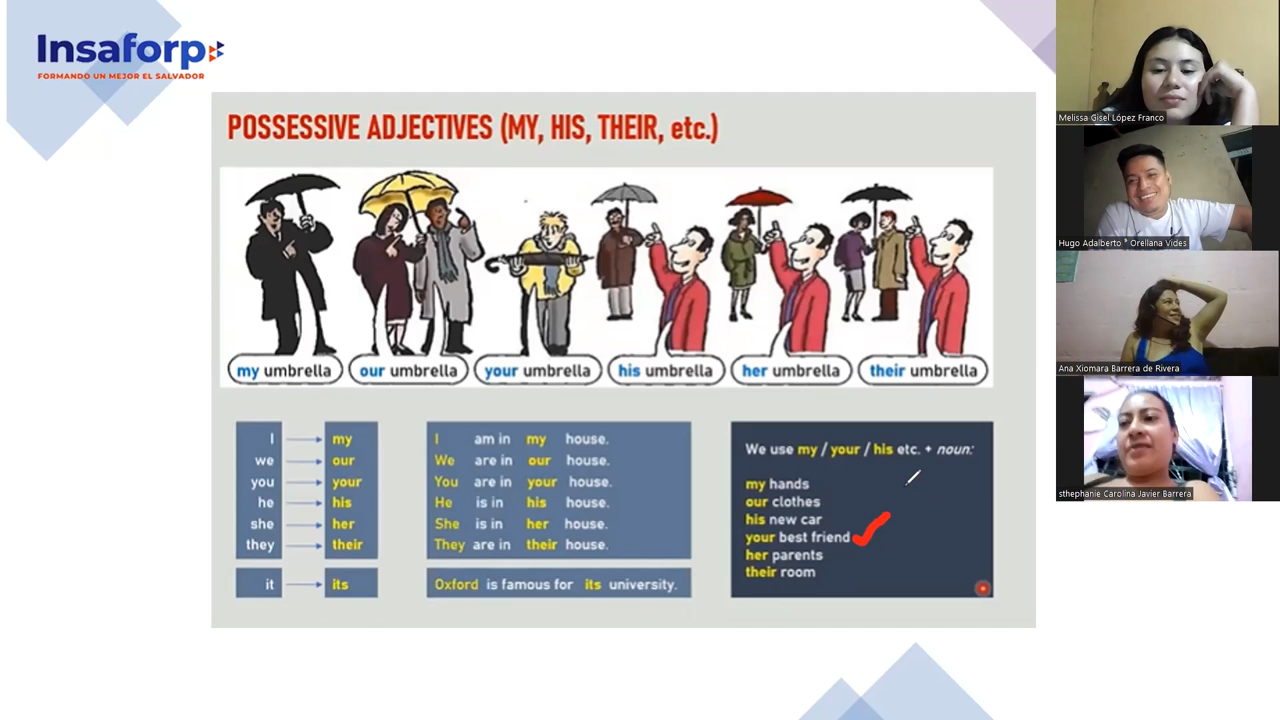 Insaforp
FORMANDO UN MEJOR EL SALVADOR
POSSESSIVE ADJECTIVES (MY, HIS, THEIR, etc.)
my umbrella
our umbrella
your umbrella
his umbrella
her umbrella
their umbrella
I my
we our
you your
he his
she her
they their
it its
I am in my house.
We are in our house.
You are in your house.
He is in his house.
She is in her house.
They are in their house.
Oxford is famous for its university.
We use my / your / his etc. + noun:
my hands
our clothes
his new car
your best friend
her parents
their room
Melissa Gisel López Franco
Hugo Adalberto * Orellana Vides
Ana Xiomara Barrera de Rivera
sthephanie Carolina Javier Barrera